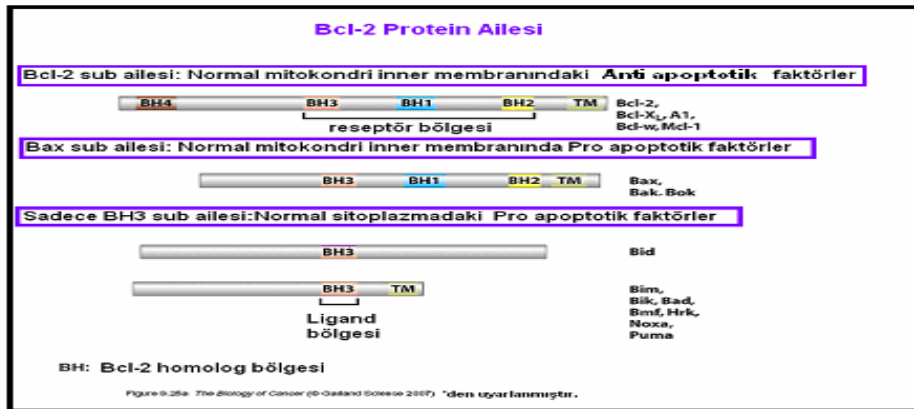 Bcl-2 Protein Ailesi
Bcl-2 sub ailesi: Normal mitokondri inner membranındaki Anti apoptotik faktörler
BH4 BH3 BH1 BH2 TM Bcl-2,
Bcl-XL, A1,
Bcl-w, Mcl-1
reseptör bölgesi
Bax sub ailesi: Normal mitokondri inner membranında Pro apoptotik faktörler
BH3 BH1 BH2 TM Bax,
Bak. Bok
Sadece BH3 sub ailesi:Normal sitoplazmadaki Pro apoptotik faktörler
BH3 Bid
BH3 TM Bim,
Bik, Bad,
Bmf, Hrk,
Noxa,
Puma
Ligand
bölgesi
BH: Bcl-2 homolog bölgesi
Figure 9.25a The Biology of Cancer (© Garland Science 2007) 'den uyarlanmıştır.